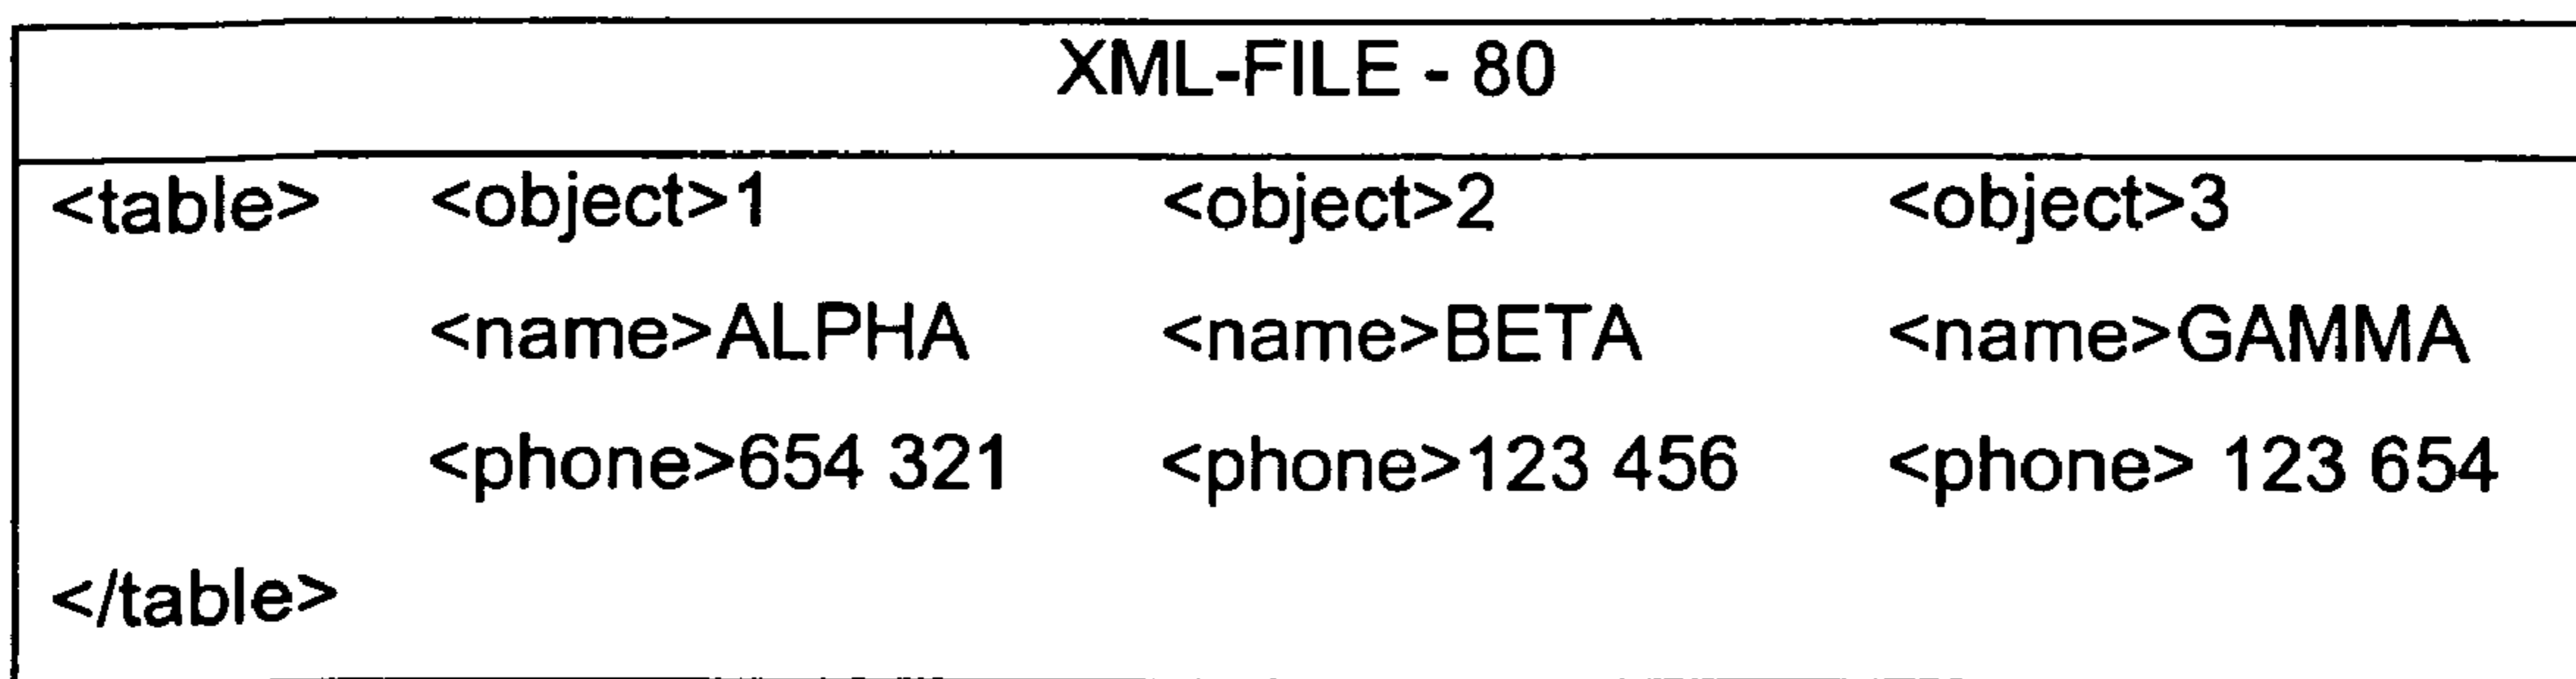 XML-FILE - 80
<table> <object>1 <object>2 <object>3
<name>ALPHA <name>BETA <name>GAMMA
<phone>654 321 <phone>123 456 <phone> 123 654
</table>